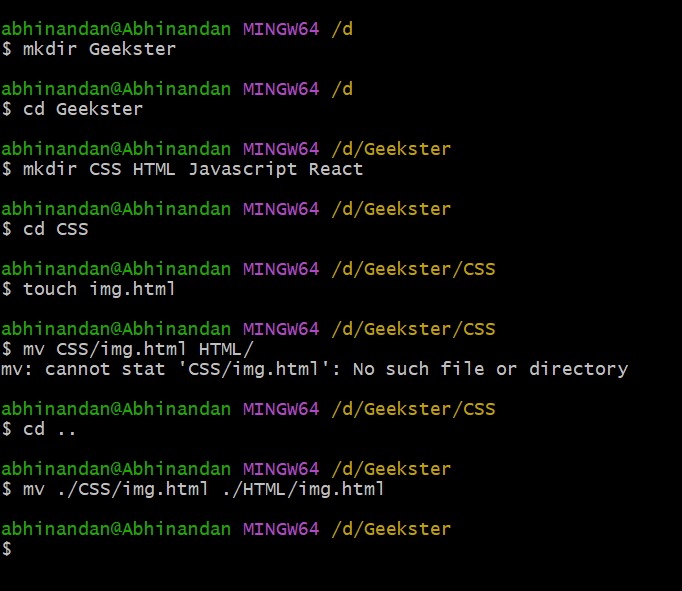 abhinandan@Abhinandan MINGW64 /d
$ mkdir Geekster
abhinandan@Abhinandan MINGW64 /d
$ cd Geekster
abhinandan@Abhinandan MINGW64 /d/Geekster
$ mkdir CSS HTML Javascript React
abhinandan@Abhinandan MINGW64 /d/Geekster
$ cd CSS
abhinandan@Abhinandan MINGW64 /d/Geekster/CSS
$ touch img.html
abhinandan@Abhinandan MINGW64 /d/Geekster/CSS
$ mv CSS/img.html HTML/
mv: cannot stat 'CSS/img.html': No such file or directory
abhinandan@Abhinandan MINGW64 /d/Geekster/CSS
$ cd ..
abhinandan@Abhinandan MINGW64 /d/Geekster
$ mv ./CSS/img.html ./HTML/img.html
abhinandan@Abhinandan MINGW64 /d/Geekster
$